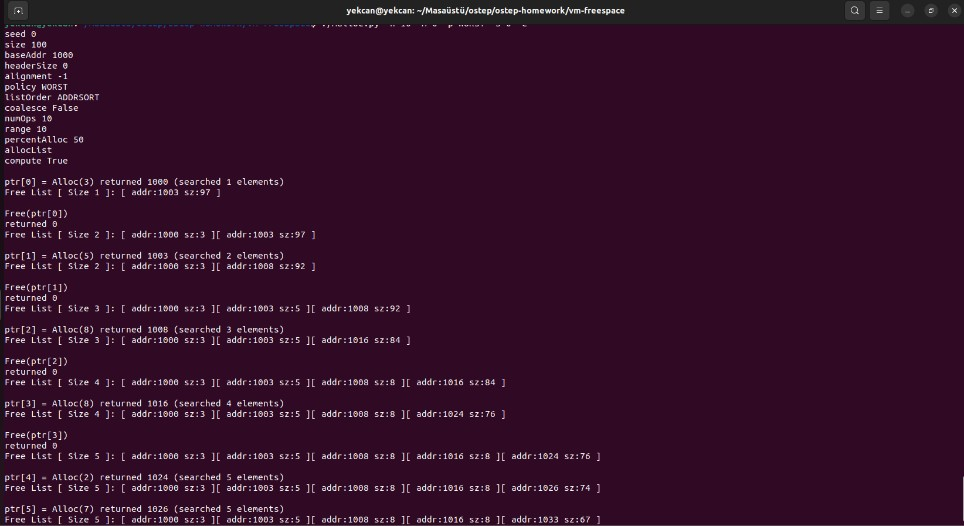 yekcan@yekcan: ~/Masaüstü/ostep/ostep-homework/vm-freespace
seed 0
size 100
baseAddr 1000
headerSize 0
alignment -1
policy WORST
listOrder ADDRSORT
coalesce False
numOps 10
range 10
percentAlloc 50
allocList
compute True
ptr[0] = Alloc(3) returned 1000 (searched 1 elements)
Free List [ Size 1 ]: [ addr:1003 sz:97 ]
Free(ptr[0])
returned 0
Free List [ Size 2 ]: [ addr:1000 sz:3 ][ addr:1003 sz:97 ]
ptr[1] = Alloc(5) returned 1003 (searched 2 elements)
Free List [ Size 2 ]: [ addr:1000 sz:3 ][ addr:1008 sz:92 ]
Free(ptr[1])
returned 0
Free List [ Size 3 ]: [ addr:1000 sz:3 ][ addr:1003 sz:5 ][ addr:1008 sz:92 ]
ptr[2] = Alloc(8) returned 1008 (searched 3 elements)
Free List [ Size 3 ]: [ addr:1000 sz:3 ][ addr:1003 sz:5 ][ addr:1016 sz:84 ]
Free(ptr[2])
returned 0
Free List [ Size 4 ]: [ addr:1000 sz:3 ][ addr:1003 sz:5 ][ addr:1008 sz:8 ][ addr:1016 sz:84 ]
ptr[3] = Alloc(8) returned 1016 (searched 4 elements)
Free List [ Size 4 ]: [ addr:1000 sz:3 ][ addr:1003 sz:5 ][ addr:1008 sz:8 ][ addr:1024 sz:76 ]
Free(ptr[3])
returned 0
Free List [ Size 5 ]: [ addr:1000 sz:3 ][ addr:1003 sz:5 ][ addr:1008 sz:8 ][ addr:1016 sz:8 ][ addr:1024 sz:76 ]
ptr[4] = Alloc(2) returned 1024 (searched 5 elements)
Free List [ Size 5 ]: [ addr:1000 sz:3 ][ addr:1003 sz:5 ][ addr:1008 sz:8 ][ addr:1016 sz:8 ][ addr:1026 sz:74 ]
ptr[5] = Alloc(7) returned 1026 (searched 5 elements)
Free List [ Size 5 ]: [ addr:1000 sz:3 ][ addr:1003 sz:5 ][ addr:1008 sz:8 ][ addr:1016 sz:8 ][ addr:1033 sz:67 ]